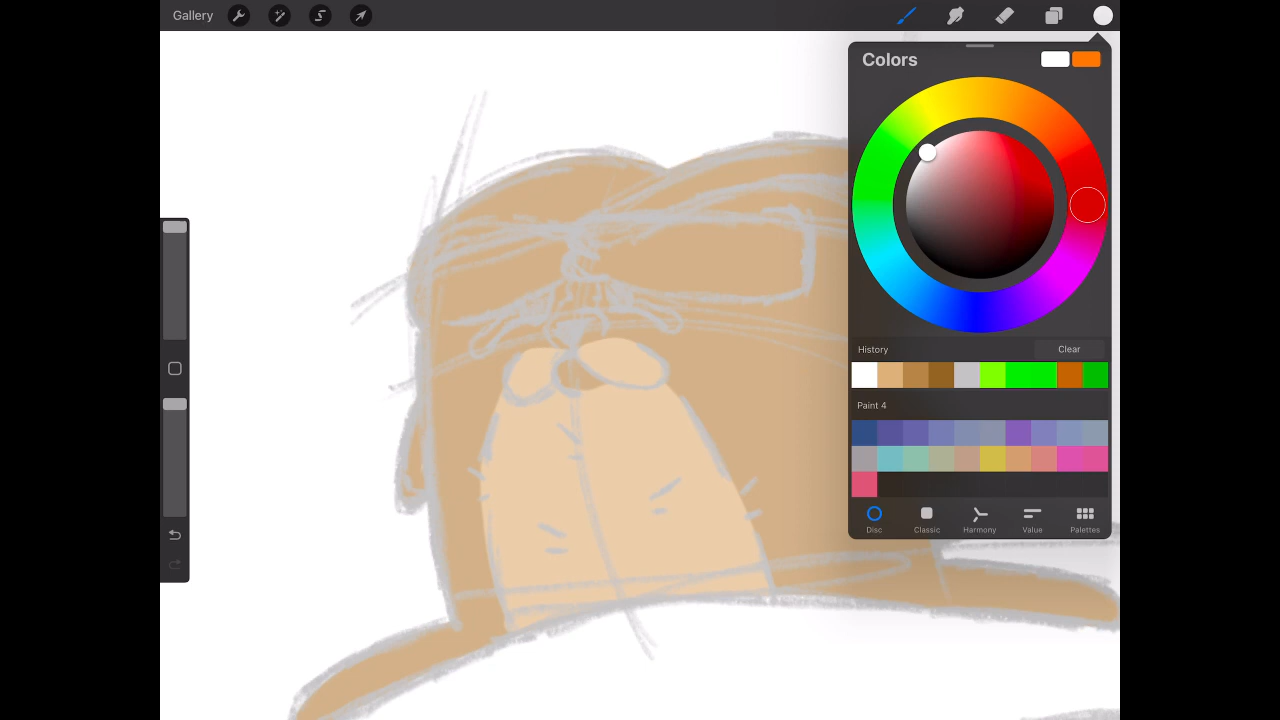 Gallery
Colors
History
Clear
Paint 4
Disc
Classic
Harmony
Value
Palettes